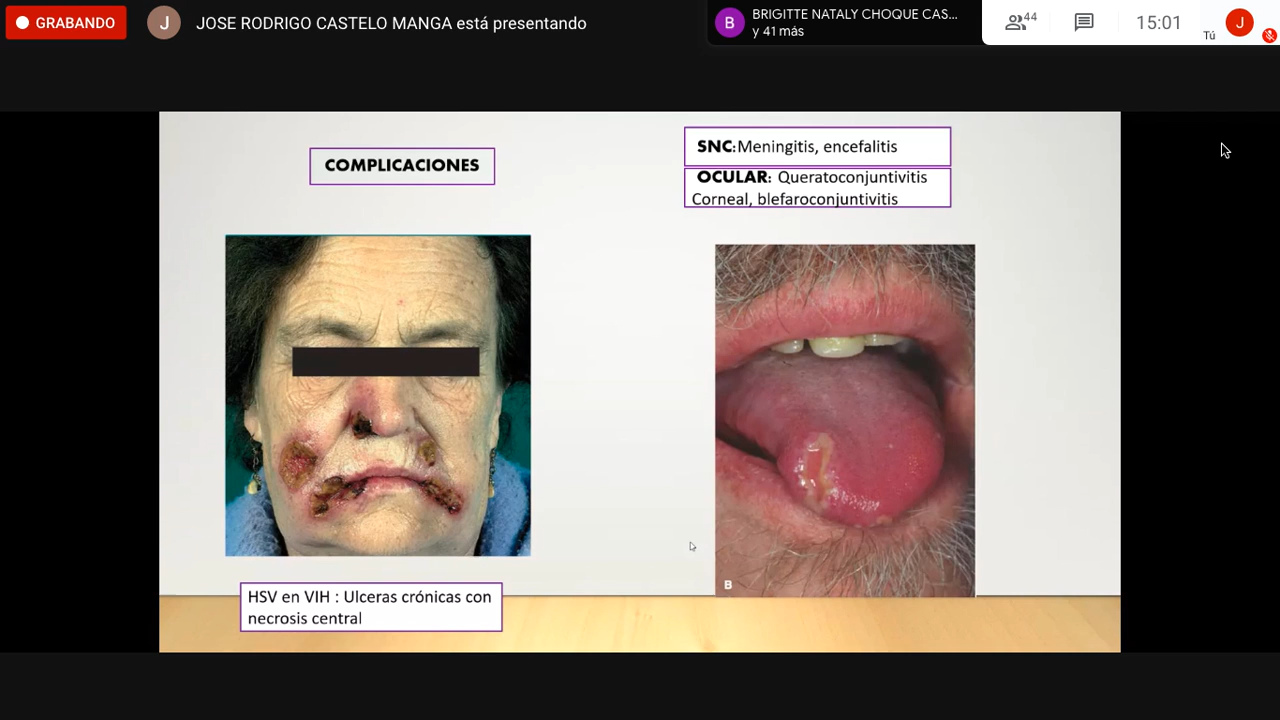 GRABANDO
J
JOSE RODRIGO CASTELO MANGA está presentando
B
BRIGITTE NATALY CHOQUE CAS...
y 41 más
44
15:01
Tú
J
COMPLICACIONES
SNC:Meningitis, encefalitis
OCULAR: Queratoconjuntivitis
Corneal, blefaroconjuntivitis
B
HSV en VIH : Ulceras crónicas con
necrosis central